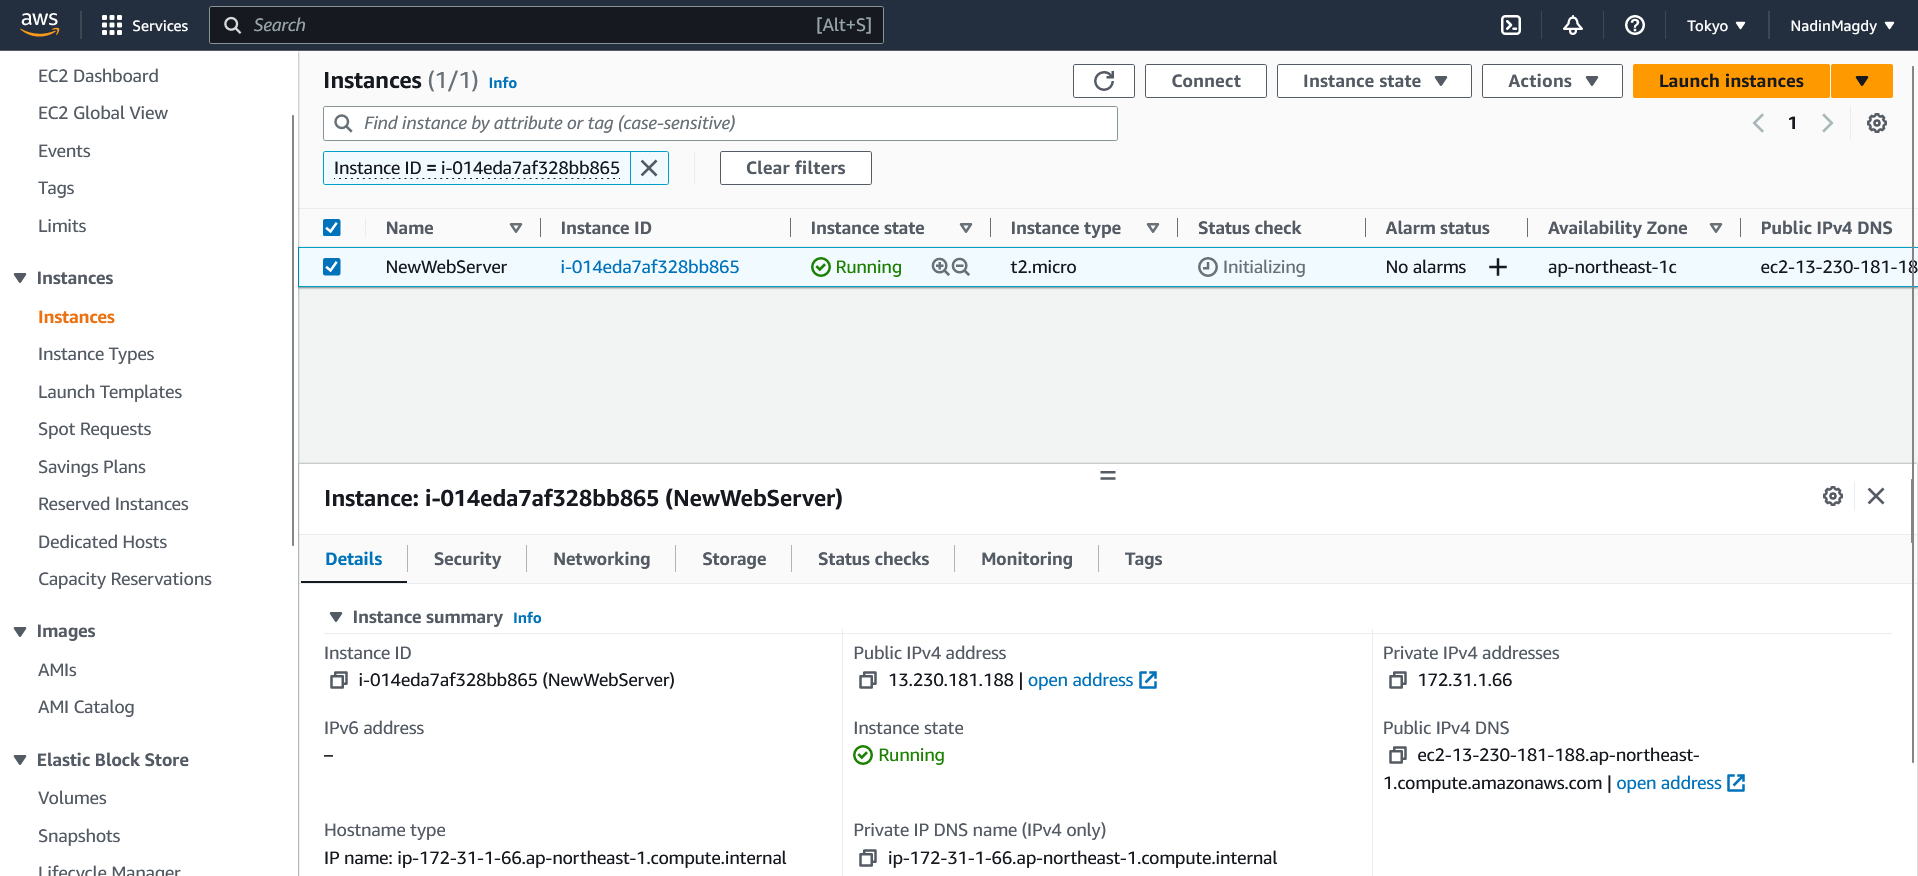 aws
Services
Search
[Alt+S]
Tokyo
NadinMagdy
EC2 Dashboard
EC2 Global View
Events
Tags
Limits
Instances
Instances
Instance Types
Launch Templates
Spot Requests
Savings Plans
Reserved Instances
Dedicated Hosts
Capacity Reservations
Images
AMIs
AMI Catalog
Elastic Block Store
Volumes
Snapshots
Lifecycle Manager
Instances (1/1) Info
Connect
Instance state
Actions
Launch instances
Find instance by attribute or tag (case-sensitive)
1
Instance ID = i-014eda7af328bb865
Clear filters
Name Instance ID Instance state Instance type Status check Alarm status Availability Zone Public IPv4 DNS
NewWebServer i-014eda7af328bb865 Running t2.micro Initializing No alarms + ap-northeast-1c ec2-13-230-181-18
Instance: i-014eda7af328bb865 (NewWebServer)
Details Security Networking Storage Status checks Monitoring Tags
Instance summary Info
Instance ID
i-014eda7af328bb865 (NewWebServer)
Public IPv4 address
13.230.181.188 | open address
Private IPv4 addresses
172.31.1.66
IPv6 address
–
Instance state
Running
Public IPv4 DNS
ec2-13-230-181-188.ap-northeast-
1.compute.amazonaws.com | open address
Hostname type
IP name: ip-172-31-1-66.ap-northeast-1.compute.internal
Private IP DNS name (IPv4 only)
ip-172-31-1-66.ap-northeast-1.compute.internal